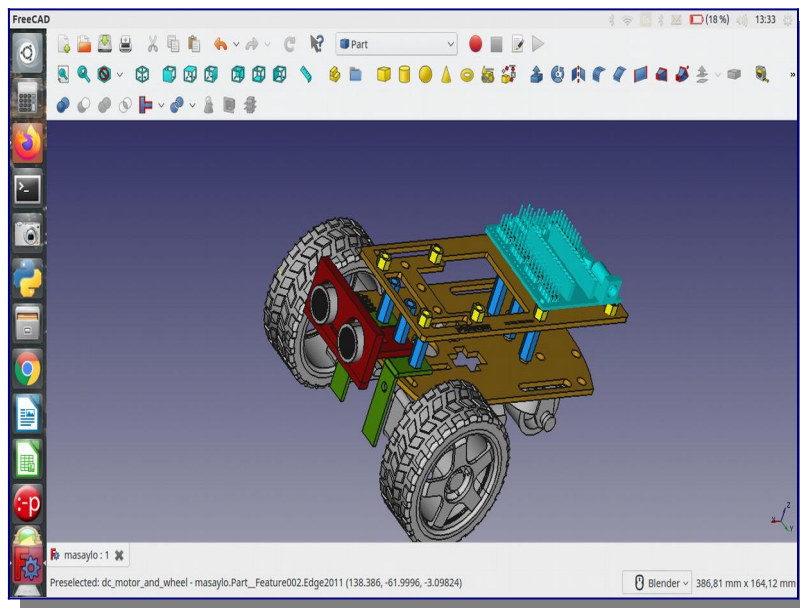 FreeCAD
(18 %) 13:33
Part
>_
:-p
Z
X
Y
masaylo : 1
Preselected: dc_motor_and_wheel - masaylo.Part__Feature002.Edge2011 (138.386, -61.9996, -3.09824)
Blender
386,81 mm x 164,12 mm